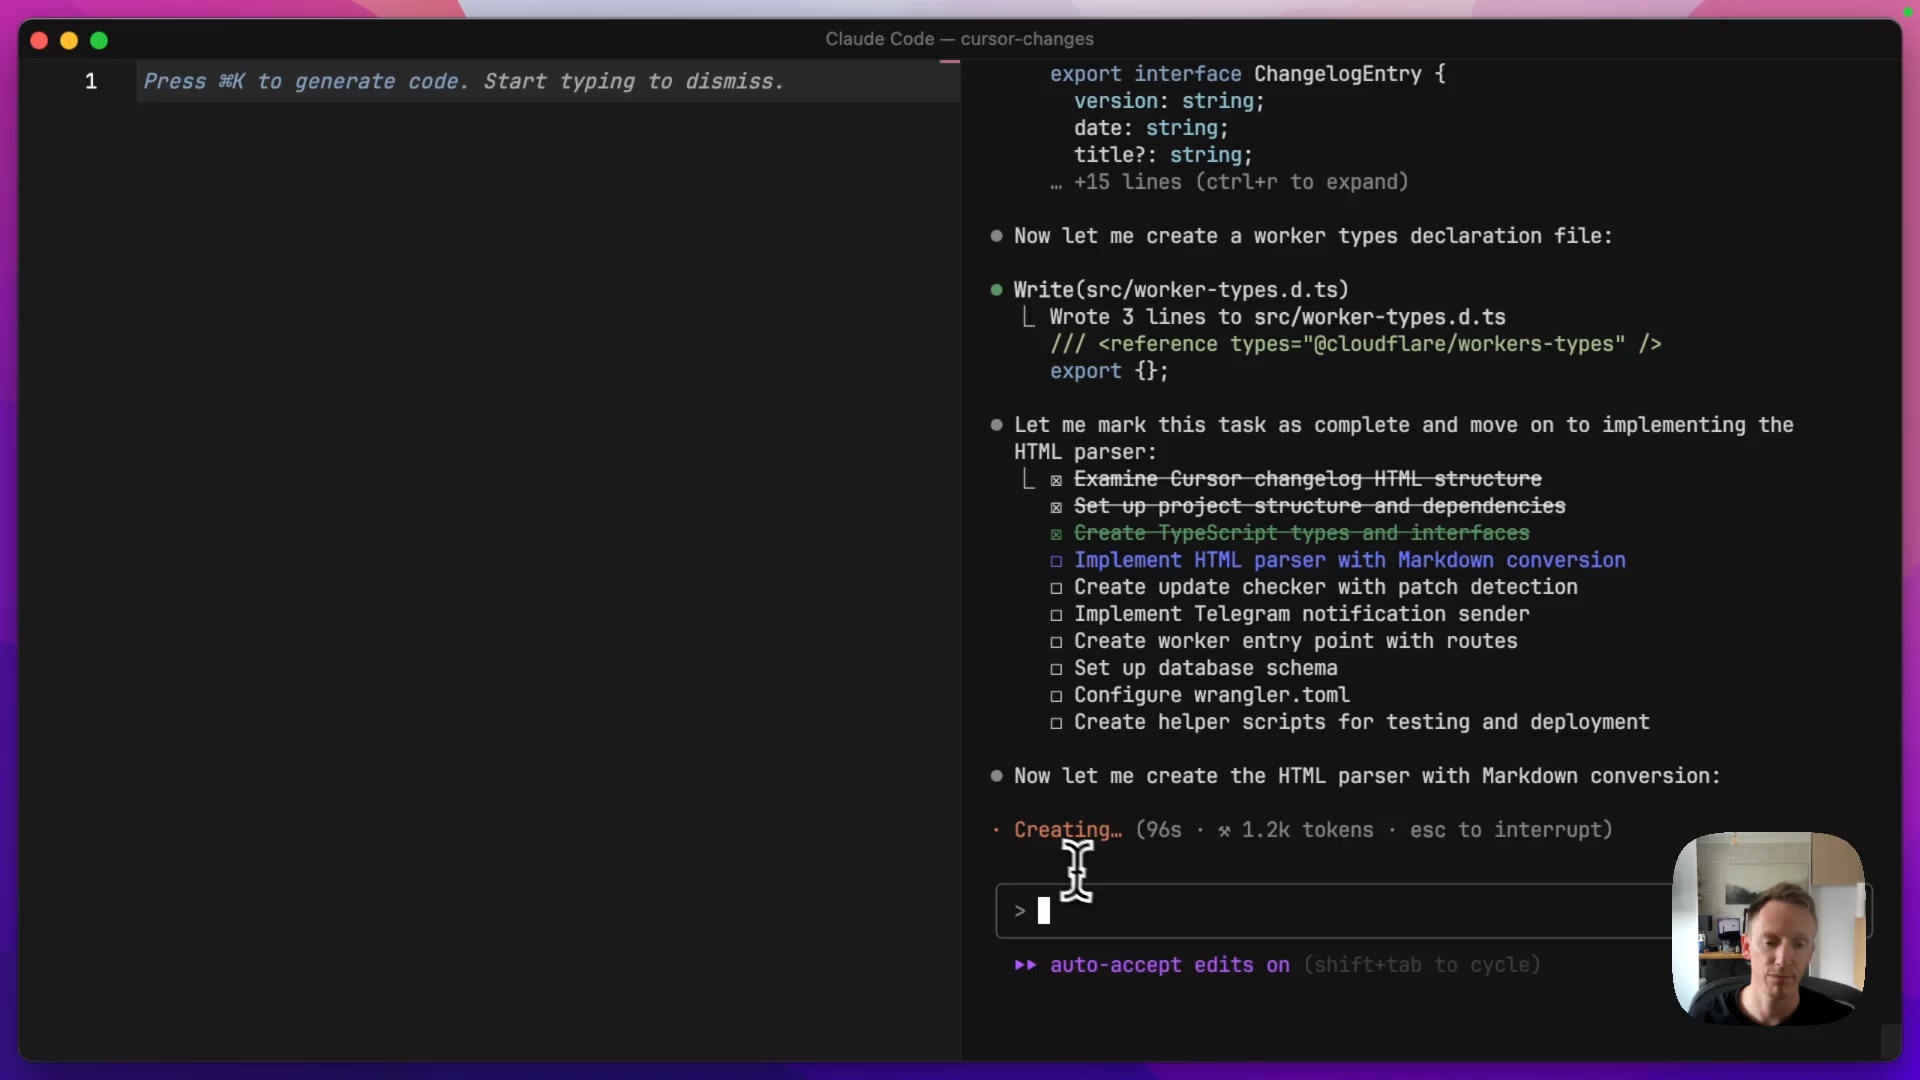 Claude Code — cursor-changes
1
Press ⌘K to generate code. Start typing to dismiss.
export interface ChangelogEntry {
version: string;
date: string;
title?: string;
… +15 lines (ctrl+r to expand)
● Now let me create a worker types declaration file:
● Write(src/worker-types.d.ts)
⎿ Wrote 3 lines to src/worker-types.d.ts
/// <reference types="@cloudflare/workers-types" />
export {};
● Let me mark this task as complete and move on to implementing the
HTML parser:
⎿ ☒ Examine Cursor changelog HTML structure
☒ Set up project structure and dependencies
☒ Create TypeScript types and interfaces
☐ Implement HTML parser with Markdown conversion
☐ Create update checker with patch detection
☐ Implement Telegram notification sender
☐ Create worker entry point with routes
☐ Set up database schema
☐ Configure wrangler.toml
☐ Create helper scripts for testing and deployment
● Now let me create the HTML parser with Markdown conversion:
· Creating… (96s · ⚒ 1.2k tokens · esc to interrupt)
>
⏵⏵ auto-accept edits on (shift+tab to cycle)